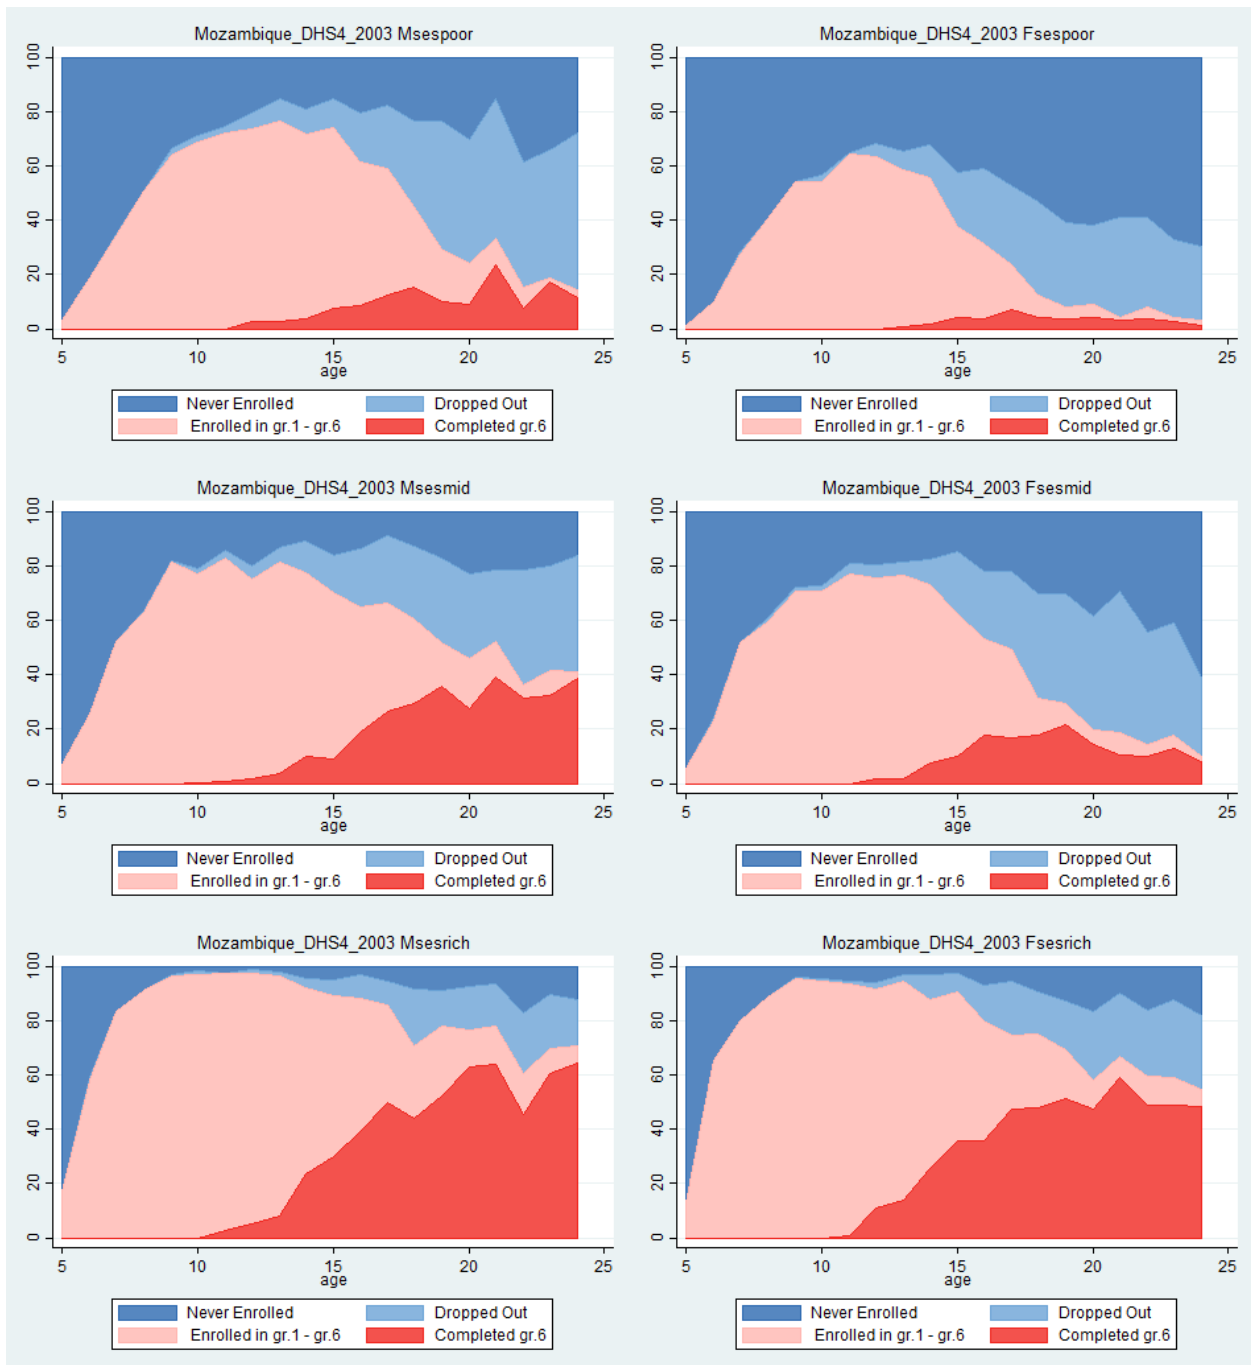 Mozambique_DHS4_2003 Msespoor
0 20 40 60 80 100
5 10 15 20 25
age
Never Enrolled Dropped Out
Enrolled in gr.1 - gr.6 Completed gr.6
Mozambique_DHS4_2003 Fsespoor
0 20 40 60 80 100
5 10 15 20 25
age
Never Enrolled Dropped Out
Enrolled in gr.1 - gr.6 Completed gr.6
Mozambique_DHS4_2003 Msesmid
0 20 40 60 80 100
5 10 15 20 25
age
Never Enrolled Dropped Out
Enrolled in gr.1 - gr.6 Completed gr.6
Mozambique_DHS4_2003 Fsesmid
0 20 40 60 80 100
5 10 15 20 25
age
Never Enrolled Dropped Out
Enrolled in gr.1 - gr.6 Completed gr.6
Mozambique_DHS4_2003 Msesrich
0 20 40 60 80 100
5 10 15 20 25
age
Never Enrolled Dropped Out
Enrolled in gr.1 - gr.6 Completed gr.6
Mozambique_DHS4_2003 Fsesrich
0 20 40 60 80 100
5 10 15 20 25
age
Never Enrolled Dropped Out
Enrolled in gr.1 - gr.6 Completed gr.6